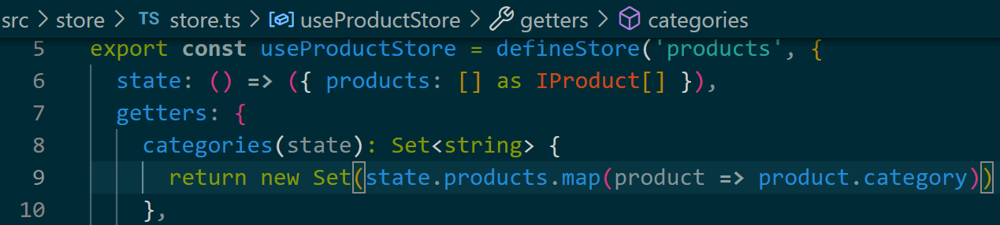 src > store > TS store.ts > useProductStore > getters > categories
5 export const useProductStore = defineStore('products', {
6 state: () => ({ products: [] as IProduct[] }),
7 getters: {
8 categories(state): Set<string> {
9 return new Set(state.products.map(product => product.category))
10 },